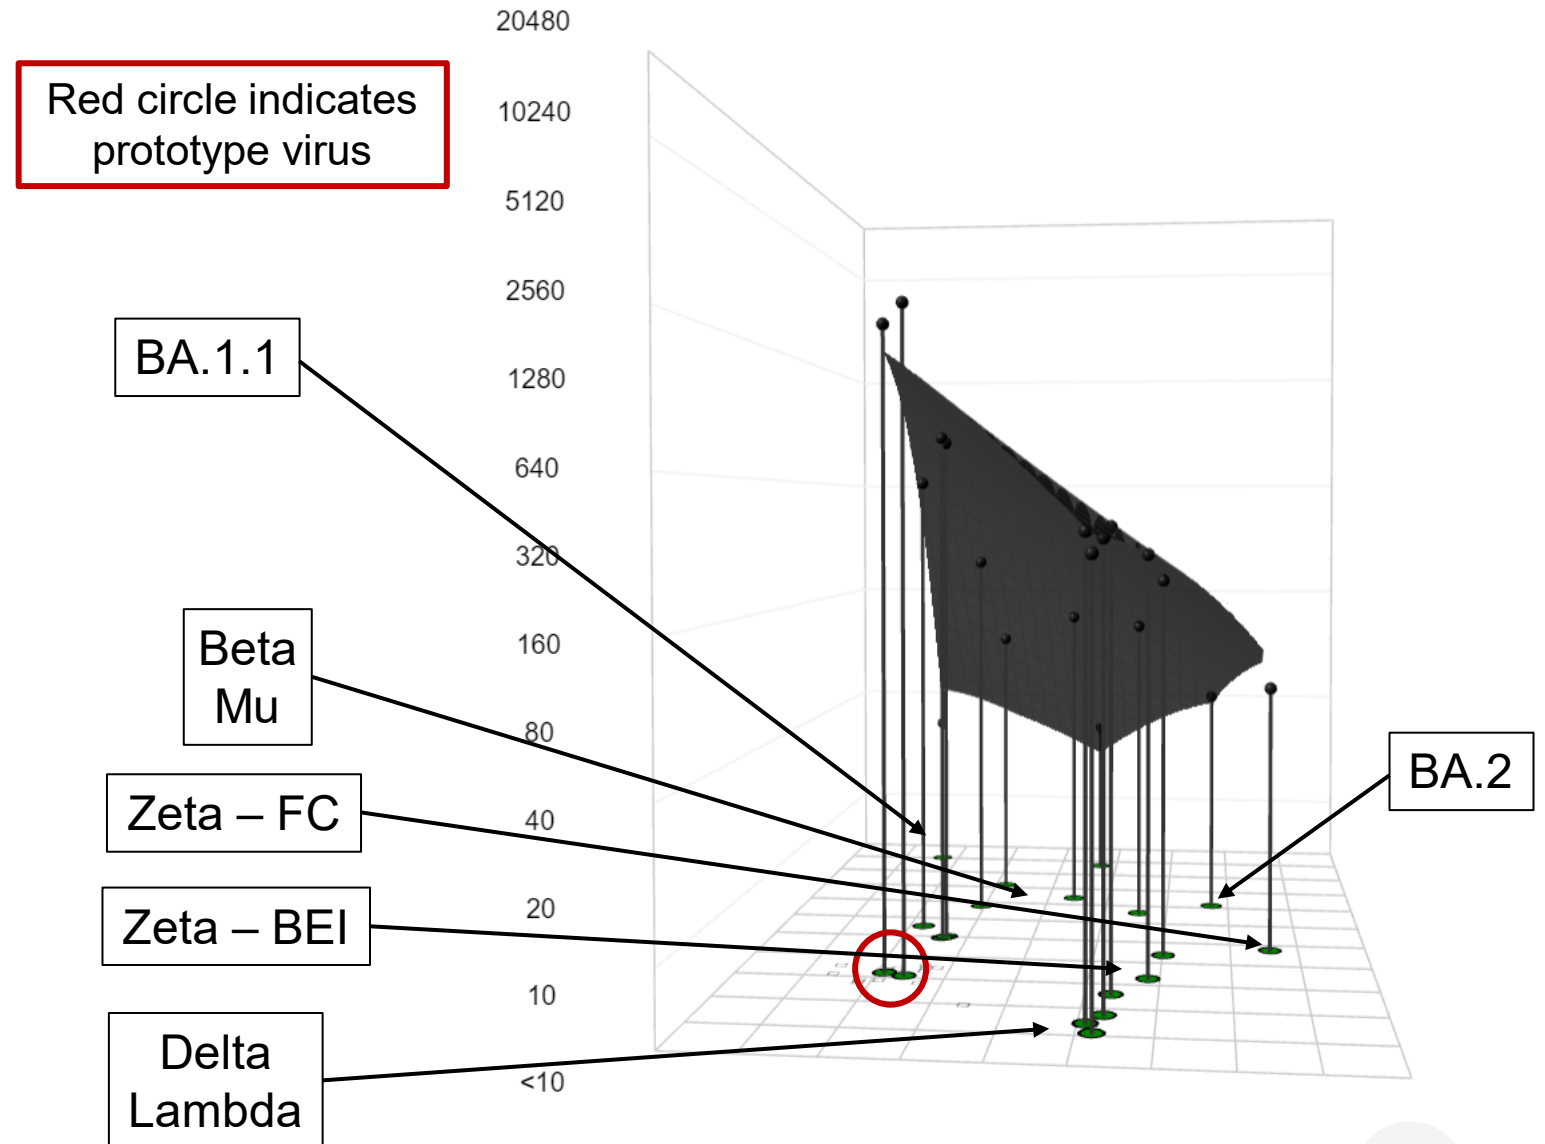 20480
Red circle indicates
prototype virus
10240
5120
2560
BA.1.1
1280
640
320
Beta
Mu
160
80
BA.2
Zeta – FC
40
20
Zeta – BEI
10
Delta
Lambda
<10